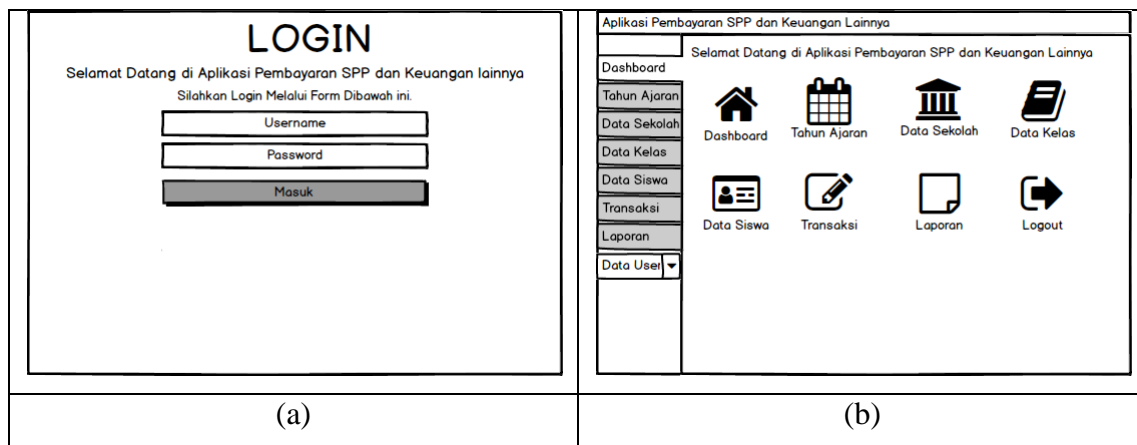 LOGIN
Selamat Datang di Aplikasi Pembayaran SPP dan Keuangan lainnya
Silahkan Login Melalui Form Dibawah ini.
Username
Password
Masuk
(a)
Aplikasi Pembayaran SPP dan Keuangan Lainnya
Dashboard
Tahun Ajaran
Data Sekolah
Data Kelas
Data Siswa
Transaksi
Laporan
Data User
Selamat Datang di Aplikasi Pembayaran SPP dan Keuangan Lainnya
Dashboard Tahun Ajaran Data Sekolah Data Kelas
Data Siswa Transaksi Laporan Logout
(b)